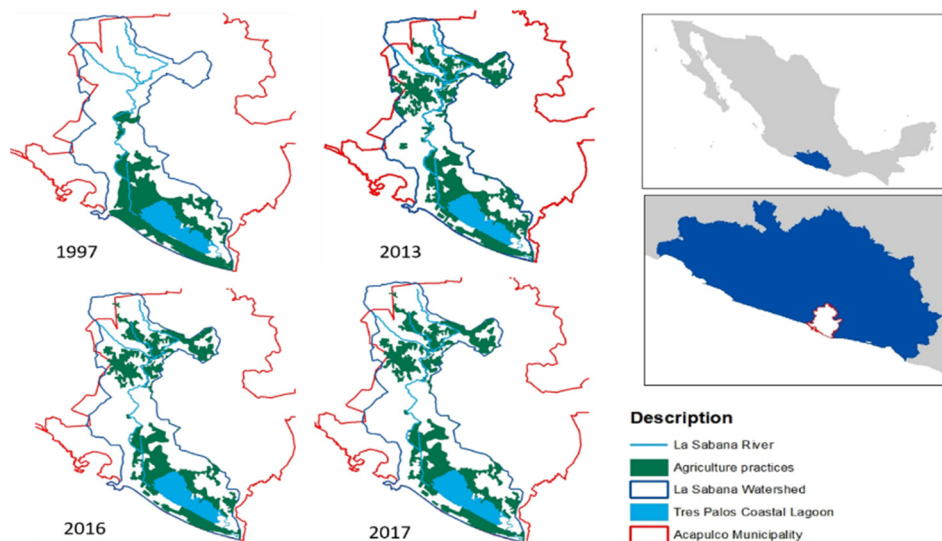 1997
2013
2016
2017
Description
La Sabana River
Agriculture practices
La Sabana Watershed
Tres Palos Coastal Lagoon
Acapulco Municipality